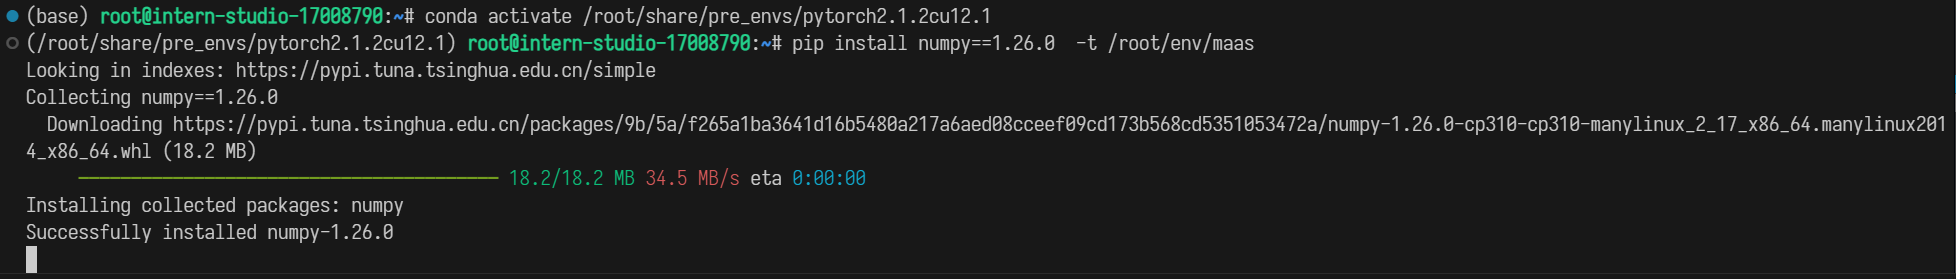 (base) root@intern-studio-17008790:~# conda activate /root/share/pre_envs/pytorch2.1.2cu12.1
(/root/share/pre_envs/pytorch2.1.2cu12.1) root@intern-studio-17008790:~# pip install numpy==1.26.0  -t /root/env/maas
Looking in indexes: https://pypi.tuna.tsinghua.edu.cn/simple
Collecting numpy==1.26.0
  Downloading https://pypi.tuna.tsinghua.edu.cn/packages/9b/5a/f265a1ba3641d16b5480a217a6aed08cceef09cd173b568cd5351053472a/numpy-1.26.0-cp310-cp310-manylinux_2_17_x86_64.manylinux201
4_x86_64.whl (18.2 MB)
18.2/18.2 MB 34.5 MB/s eta 0:00:00
Installing collected packages: numpy
Successfully installed numpy-1.26.0